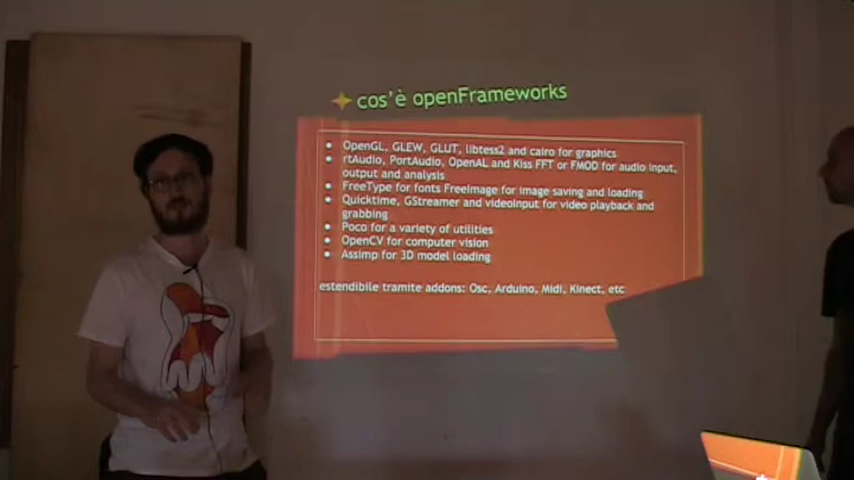 cos'è openFrameworks
OpenGL, GLEW, GLUT, libtess2 and cairo for graphics
rtAudio, PortAudio, OpenAL and Kiss FFT or FMOD for audio input,
output and analysis
FreeType for fonts FreeImage for image saving and loading
Quicktime, GStreamer and videoInput for video playback and
grabbing
Poco for a variety of utilities
OpenCV for computer vision
Assimp for 3D model loading
estendibile tramite addons: Osc, Arduino, Midi, Kinect, etc